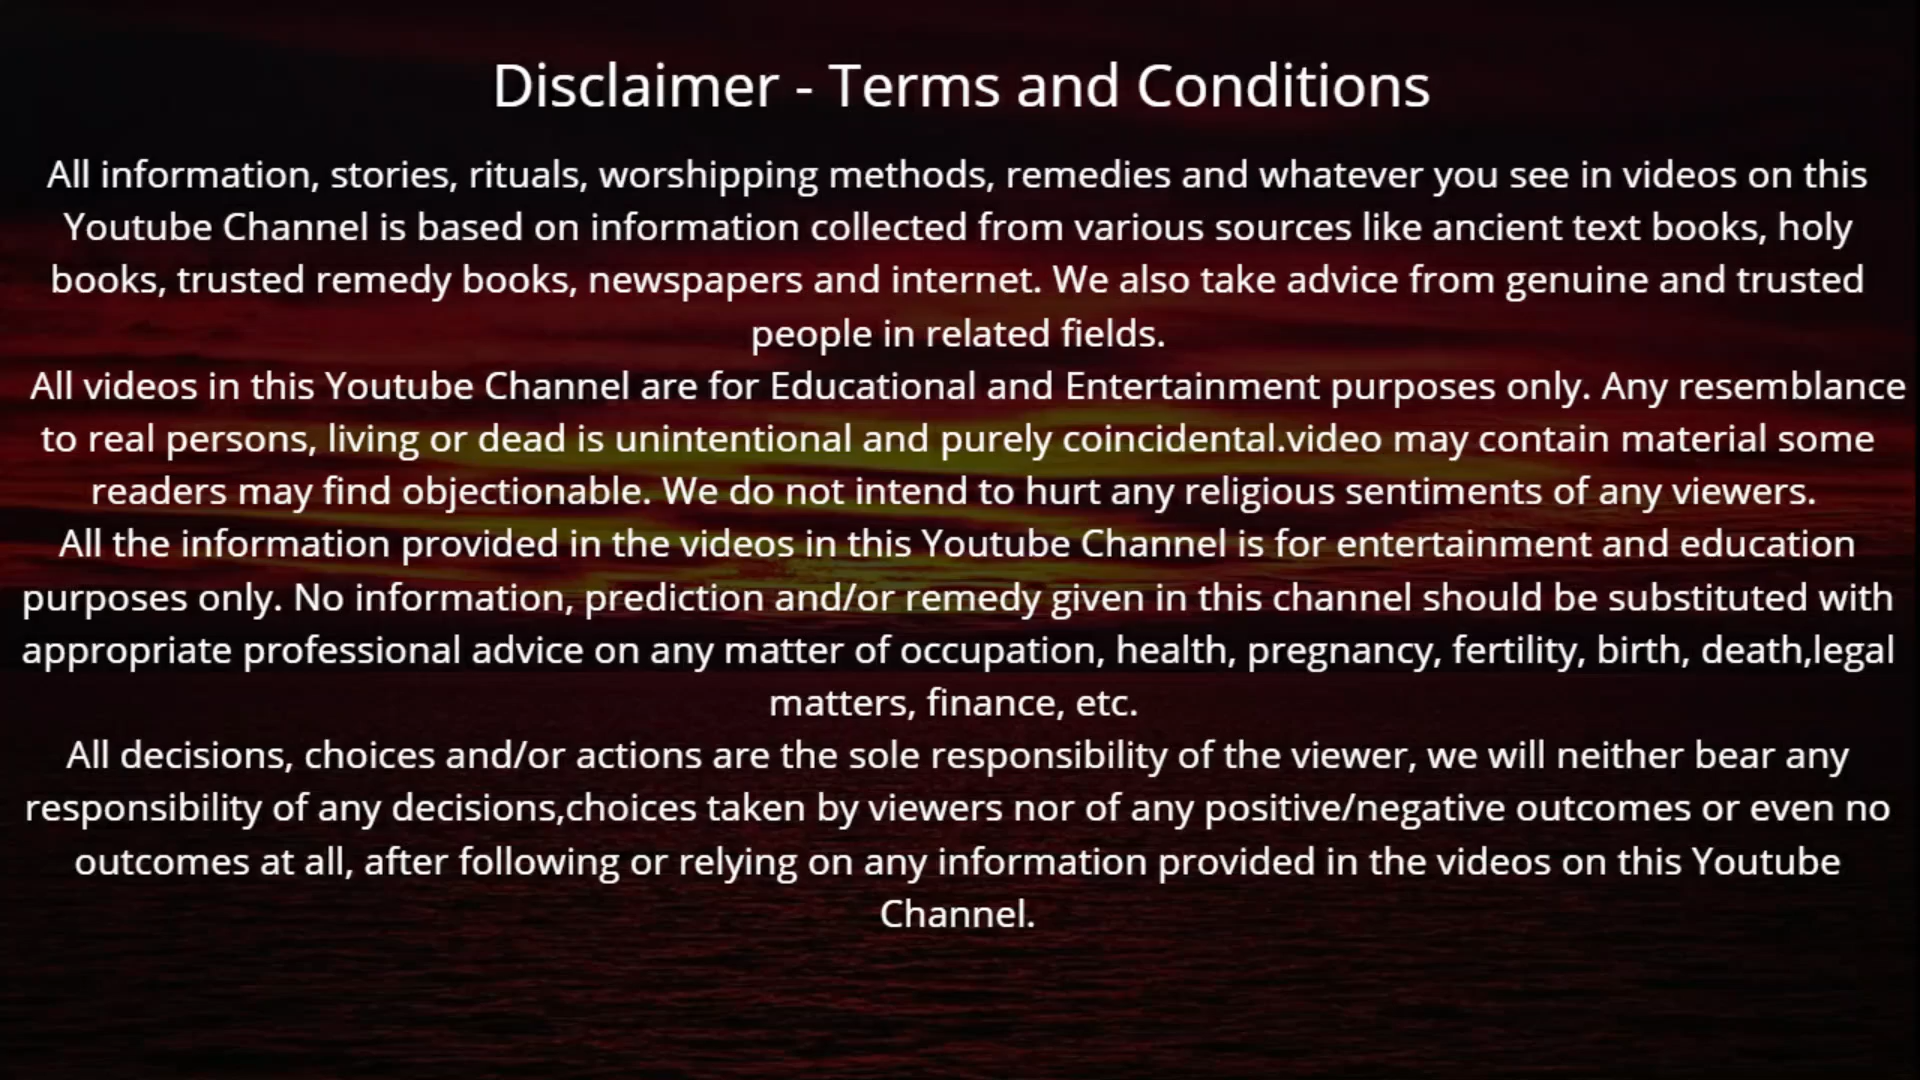 Disclaimer - Terms and Conditions
All information, stories, rituals, worshipping methods, remedies and whatever you see in videos on this
Youtube Channel is based on information collected from various sources like ancient text books, holy
books, trusted remedy books, newspapers and internet. We also take advice from genuine and trusted
people in related fields.
All videos in this Youtube Channel are for Educational and Entertainment purposes only. Any resemblance
to real persons, living or dead is unintentional and purely coincidental.video may contain material some
readers may find objectionable. We do not intend to hurt any religious sentiments of any viewers.
All the information provided in the videos in this Youtube Channel is for entertainment and education
purposes only. No information, prediction and/or remedy given in this channel should be substituted with
appropriate professional advice on any matter of occupation, health, pregnancy, fertility, birth, death,legal
matters, finance, etc.
All decisions, choices and/or actions are the sole responsibility of the viewer, we will neither bear any
responsibility of any decisions,choices taken by viewers nor of any positive/negative outcomes or even no
outcomes at all, after following or relying on any information provided in the videos on this Youtube
Channel.